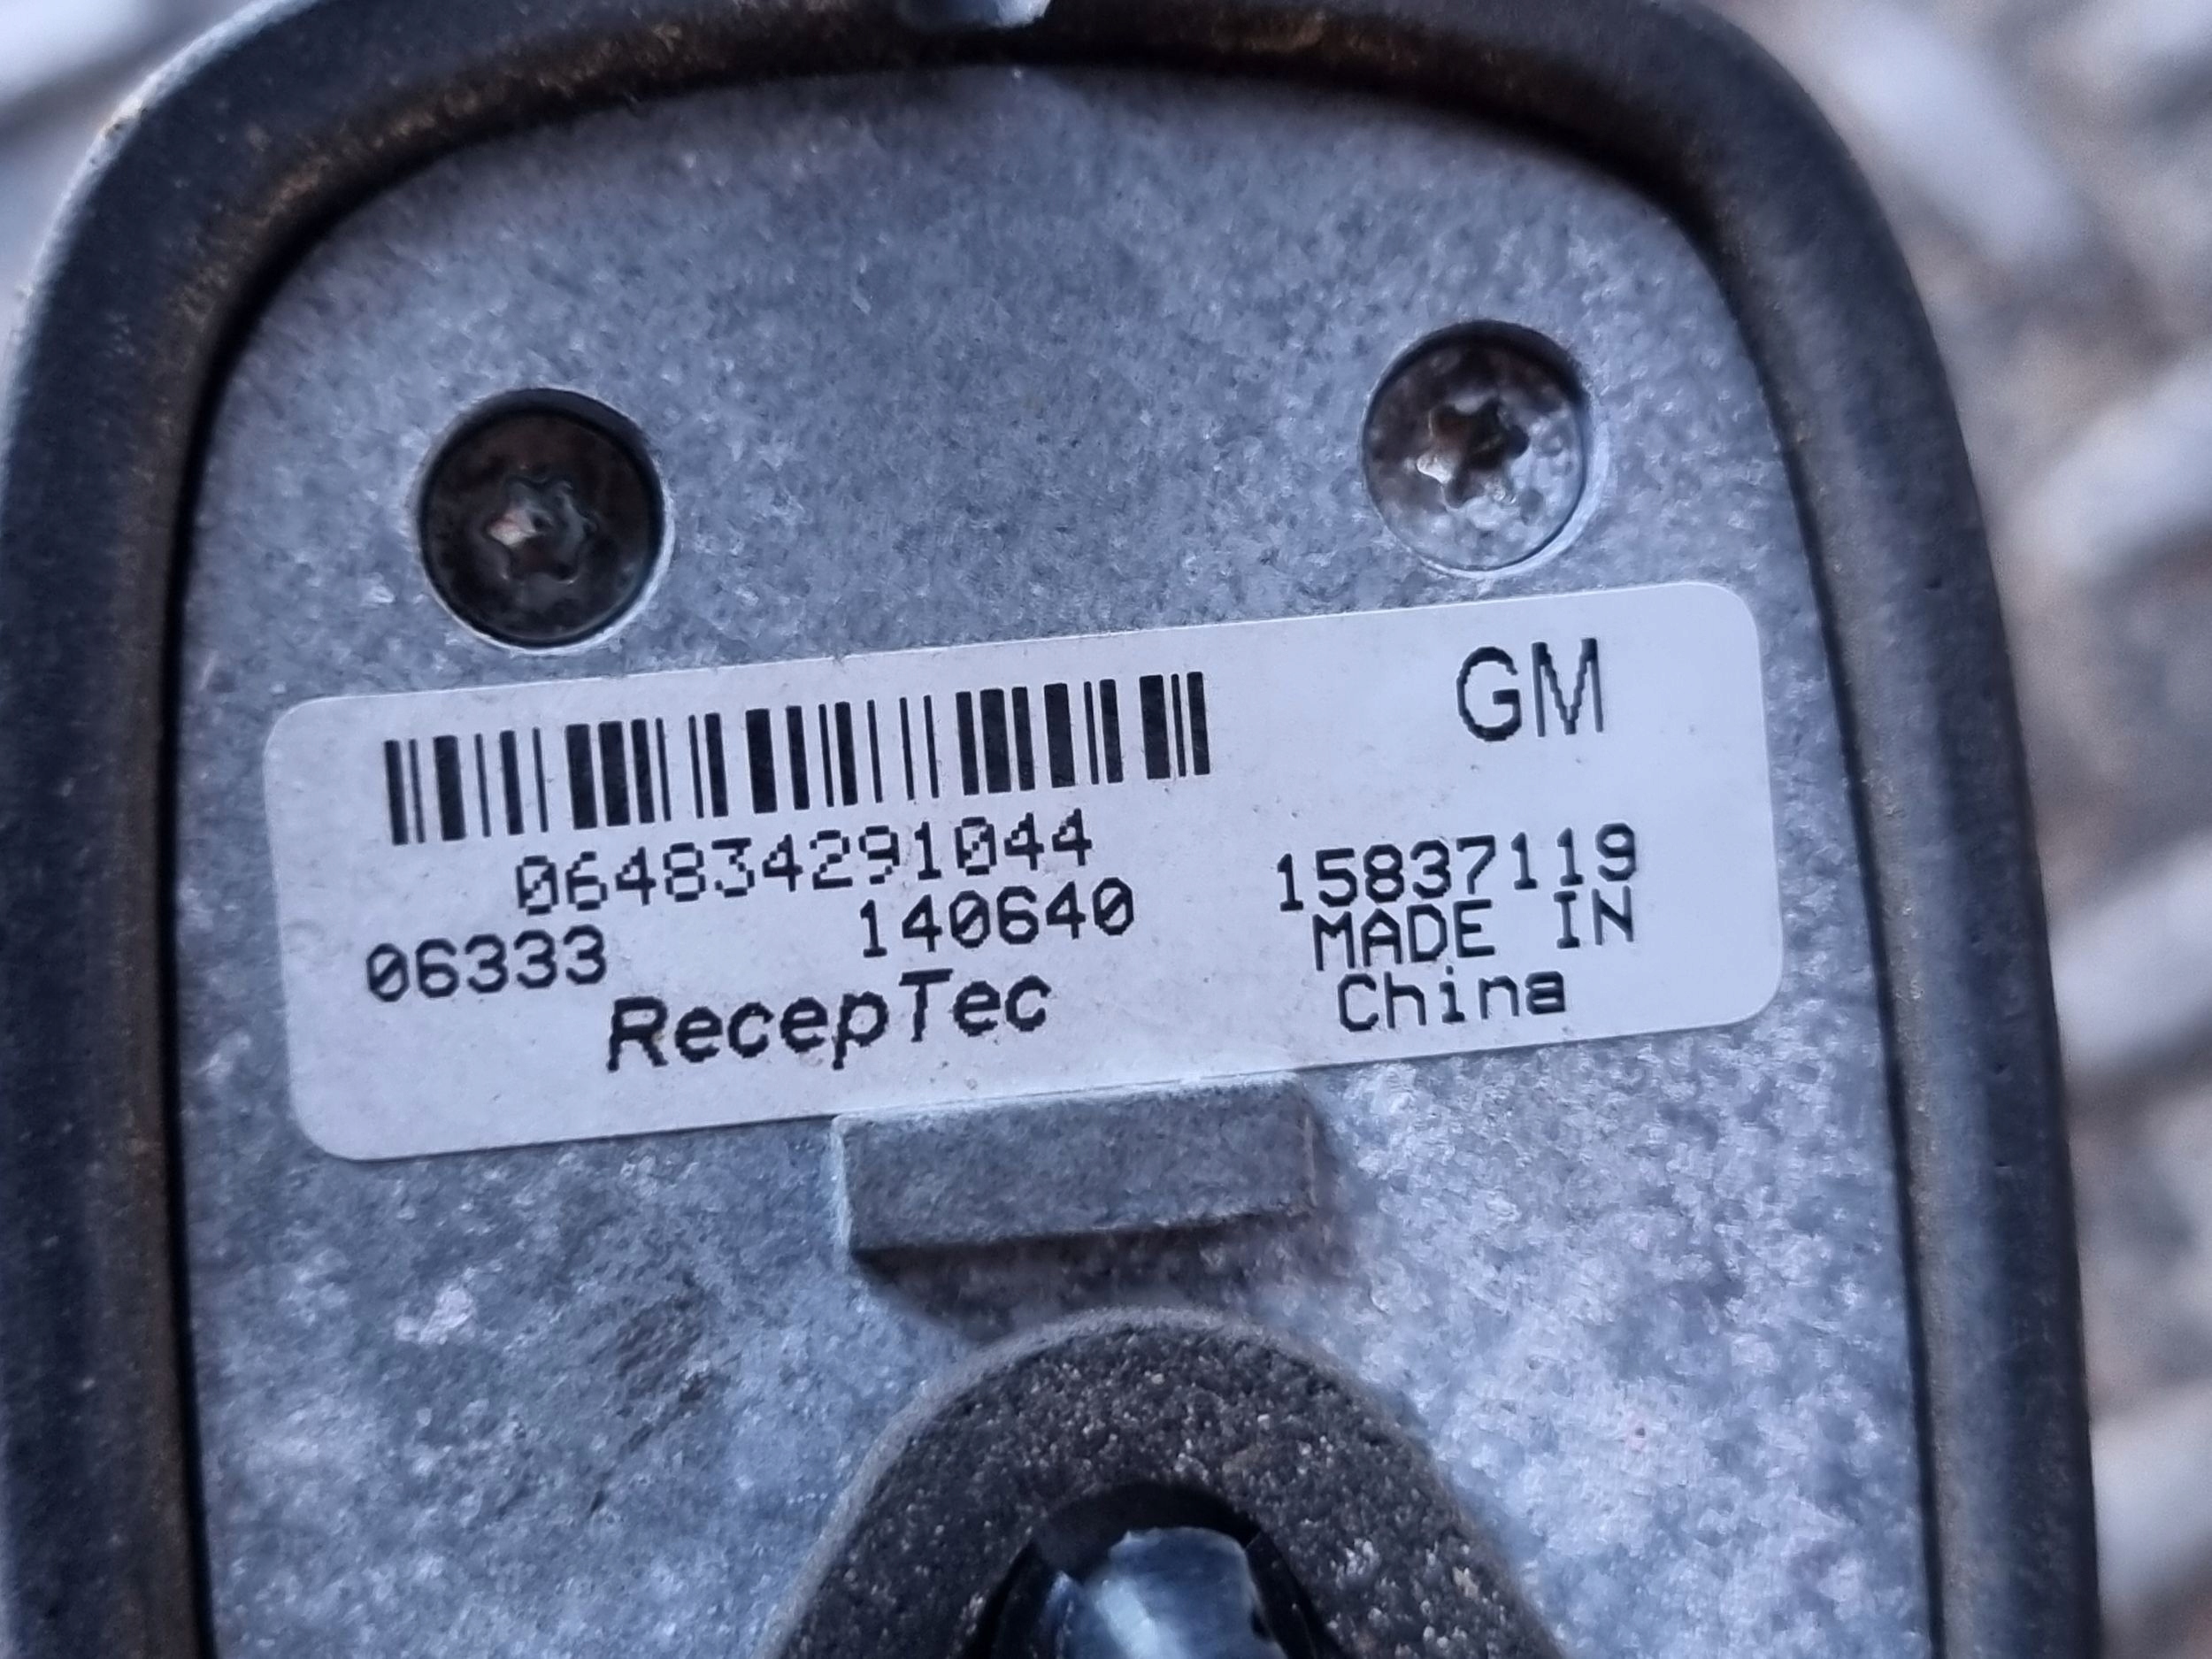 GM
064834291044
15837119
06333 140640
MADE IN
RecepTec
China